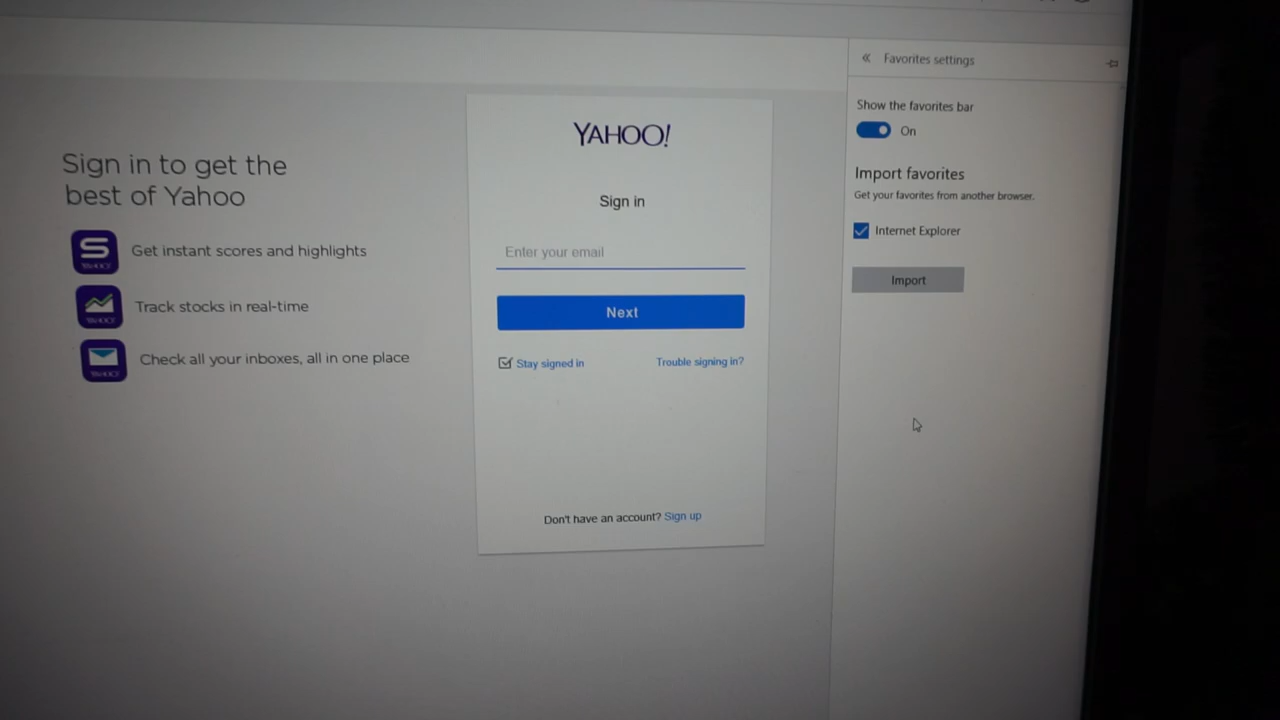 Sign in to get the
best of Yahoo
Get instant scores and highlights
Track stocks in real-time
Check all your inboxes, all in one place
YAHOO!
Sign in
Enter your email
Next
Stay signed in
Trouble signing in?
Don't have an account? Sign up
Favorites settings
Show the favorites bar
On
Import favorites
Get your favorites from another browser.
Internet Explorer
Import